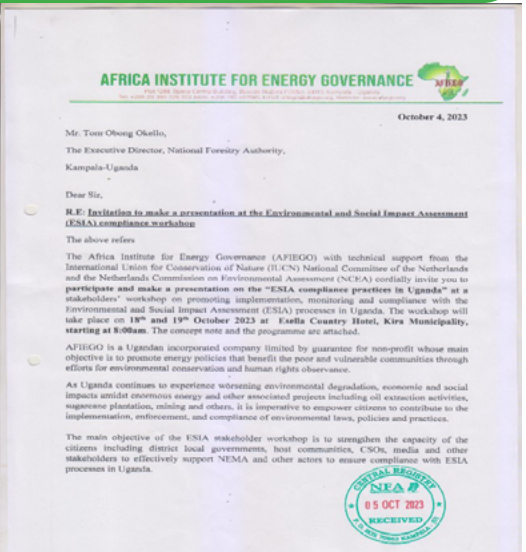 AFRICA INSTITUTE FOR ENERGY GOVERNANCE
AFIEGO
October 4, 2023
Mr. Tom Obong Okello,
The Executive Director, National Forestry Authority,
Kampala-Uganda
Dear Sir,
R.E: Invitation to make a presentation at the Environmental and Social Impact Assessment
(ESIA) compliance workshop
The above refers
The Africa Institute for Energy Governance (AFIEGO) with technical support from the
International Union for Conservation of Nature (IUCN) National Committee of the Netherlands
and the Netherlands Commission on Environmental Assessment (NCEA) cordially invite you to
participate and make a presentation on the "ESIA compliance practices in Uganda" at a
stakeholders' workshop on promoting implementation, monitoring and compliance with the
Environmental and Social Impact Assessment (ESIA) processes in Uganda. The workshop will
take place on 18th and 19th October 2023 at Esella Country Hotel, Kira Municipality,
starting at 8:00am. The concept note and the programme are attached.
AFIEGO is a Ugandan incorporated company limited by guarantee for non-profit whose main
objective is to promote energy policies that benefit the poor and vulnerable communities through
efforts for environmental conservation and human rights observance.
As Uganda continues to experience worsening environmental degradation, economic and social
impacts amidst enormous energy and other associated projects including oil extraction activities,
sugarcane plantation, mining and others, it is imperative to empower citizens to contribute to the
implementation, enforcement, and compliance of environmental laws, policies and practices.
The main objective of the ESIA stakeholder workshop is to strengthen the capacity of the
citizens including district local governments, host communities, CSOs, media and other
stakeholders to effectively support NEMA and other actors to ensure compliance with ESIA
processes in Uganda.
CENTRAL REGISTRY
NFA
05 OCT 2023
RECEIVED